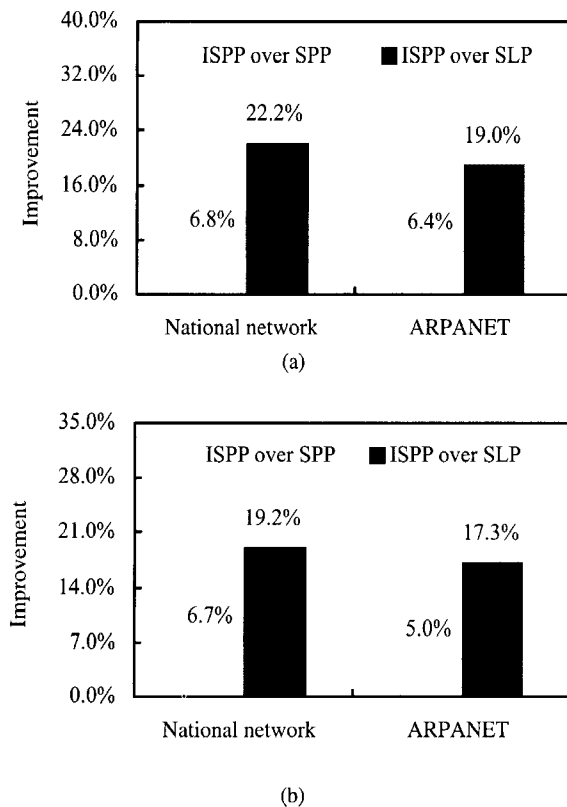 40.0%
ISPP over SPP ISPP over SLP
32.0%
22.2%
24.0%
19.0%
16.0%
6.8%
6.4%
8.0%
0.0%
Improvement
National network ARPANET
(a)
35.0%
ISPP over SPP ISPP over SLP
28.0%
19.2%
17.3%
21.0%
14.0%
6.7%
5.0%
7.0%
0.0%
Improvement
National network ARPANET
(b)